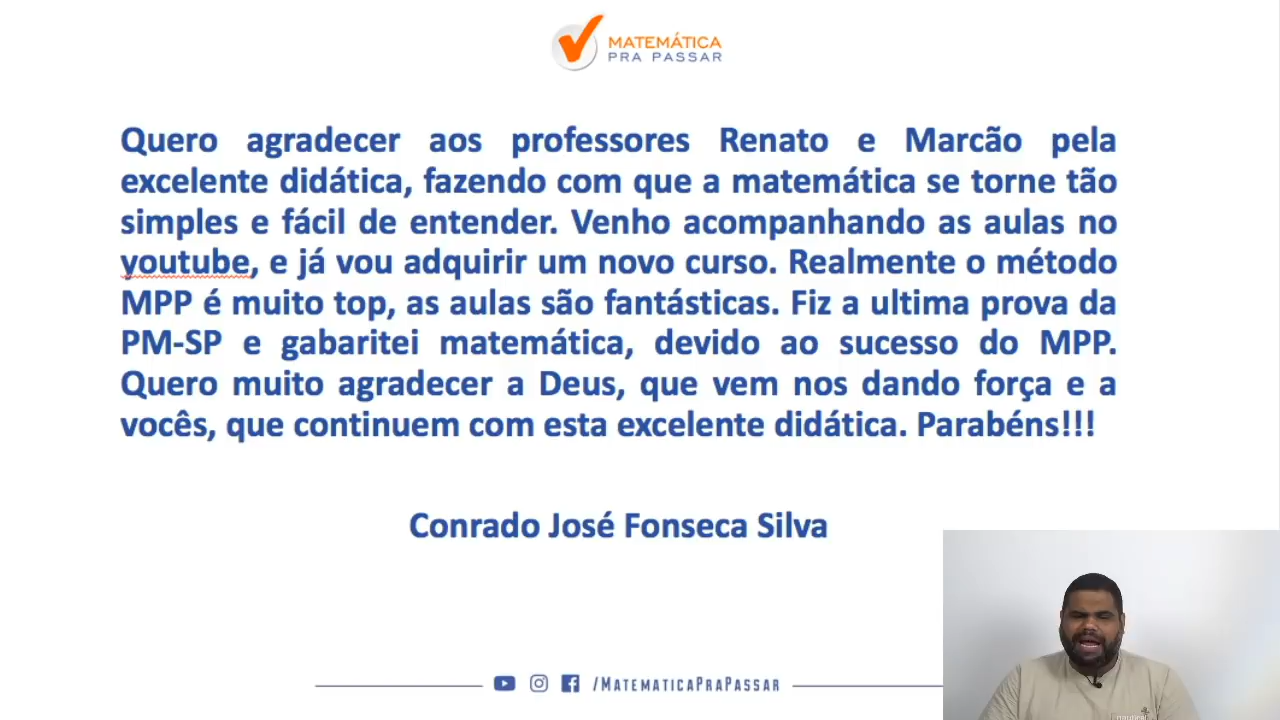 MATEMÁTICA
PRA PASSAR
Quero agradecer aos professores Renato e Marcão pela
excelente didática, fazendo com que a matemática se torne tão
simples e fácil de entender. Venho acompanhando as aulas no
youtube, e já vou adquirir um novo curso. Realmente o método
MPP é muito top, as aulas são fantásticas. Fiz a ultima prova da
PM-SP e gabaritei matemática, devido ao sucesso do MPP.
Quero muito agradecer a Deus, que vem nos dando força e a
vocês, que continuem com esta excelente didática. Parabéns!!!
Conrado José Fonseca Silva
/MATEMATICAPRAPASSAR